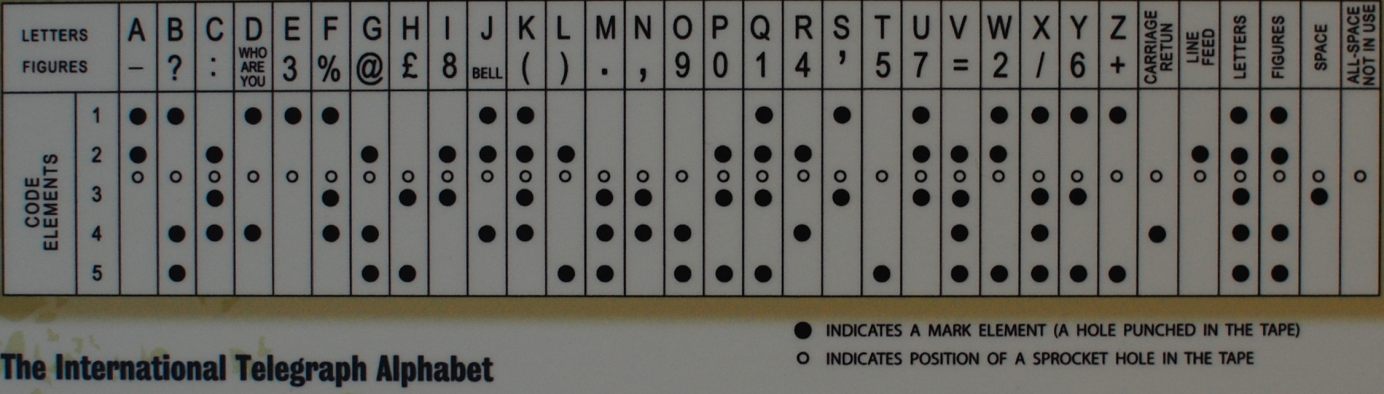 LETTERS A B C D E F G H I J K L M N O P Q R S T U V W X Y Z CARRIAGE RETUN LINE FEED LETTERS FIGURES SPACE ALL-SPACE NOT IN USE
FIGURES – ? : WHO ARE YOU 3 % @ £ 8 BELL ( ) . , 9 0 1 4 ' 5 7 = 2 / 6 +
CODE ELEMENTS
1
2
3
4
5
INDICATES A MARK ELEMENT (A HOLE PUNCHED IN THE TAPE)
INDICATES POSITION OF A SPROCKET HOLE IN THE TAPE
The International Telegraph Alphabet